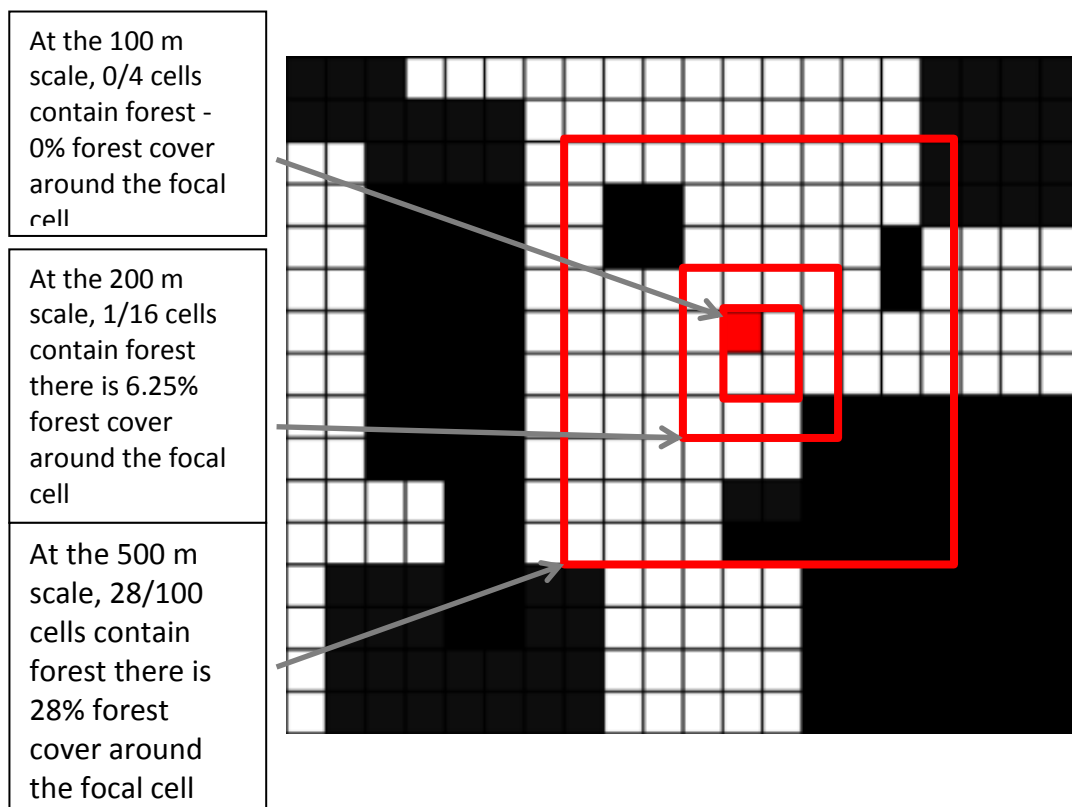 At the 100 m
scale, 0/4 cells
contain forest -
0% forest cover
around the focal
cell
At the 200 m
scale, 1/16 cells
contain forest
there is 6.25%
forest cover
around the focal
cell
At the 500 m
scale, 28/100
cells contain
forest there is
28% forest
cover around
the focal cell